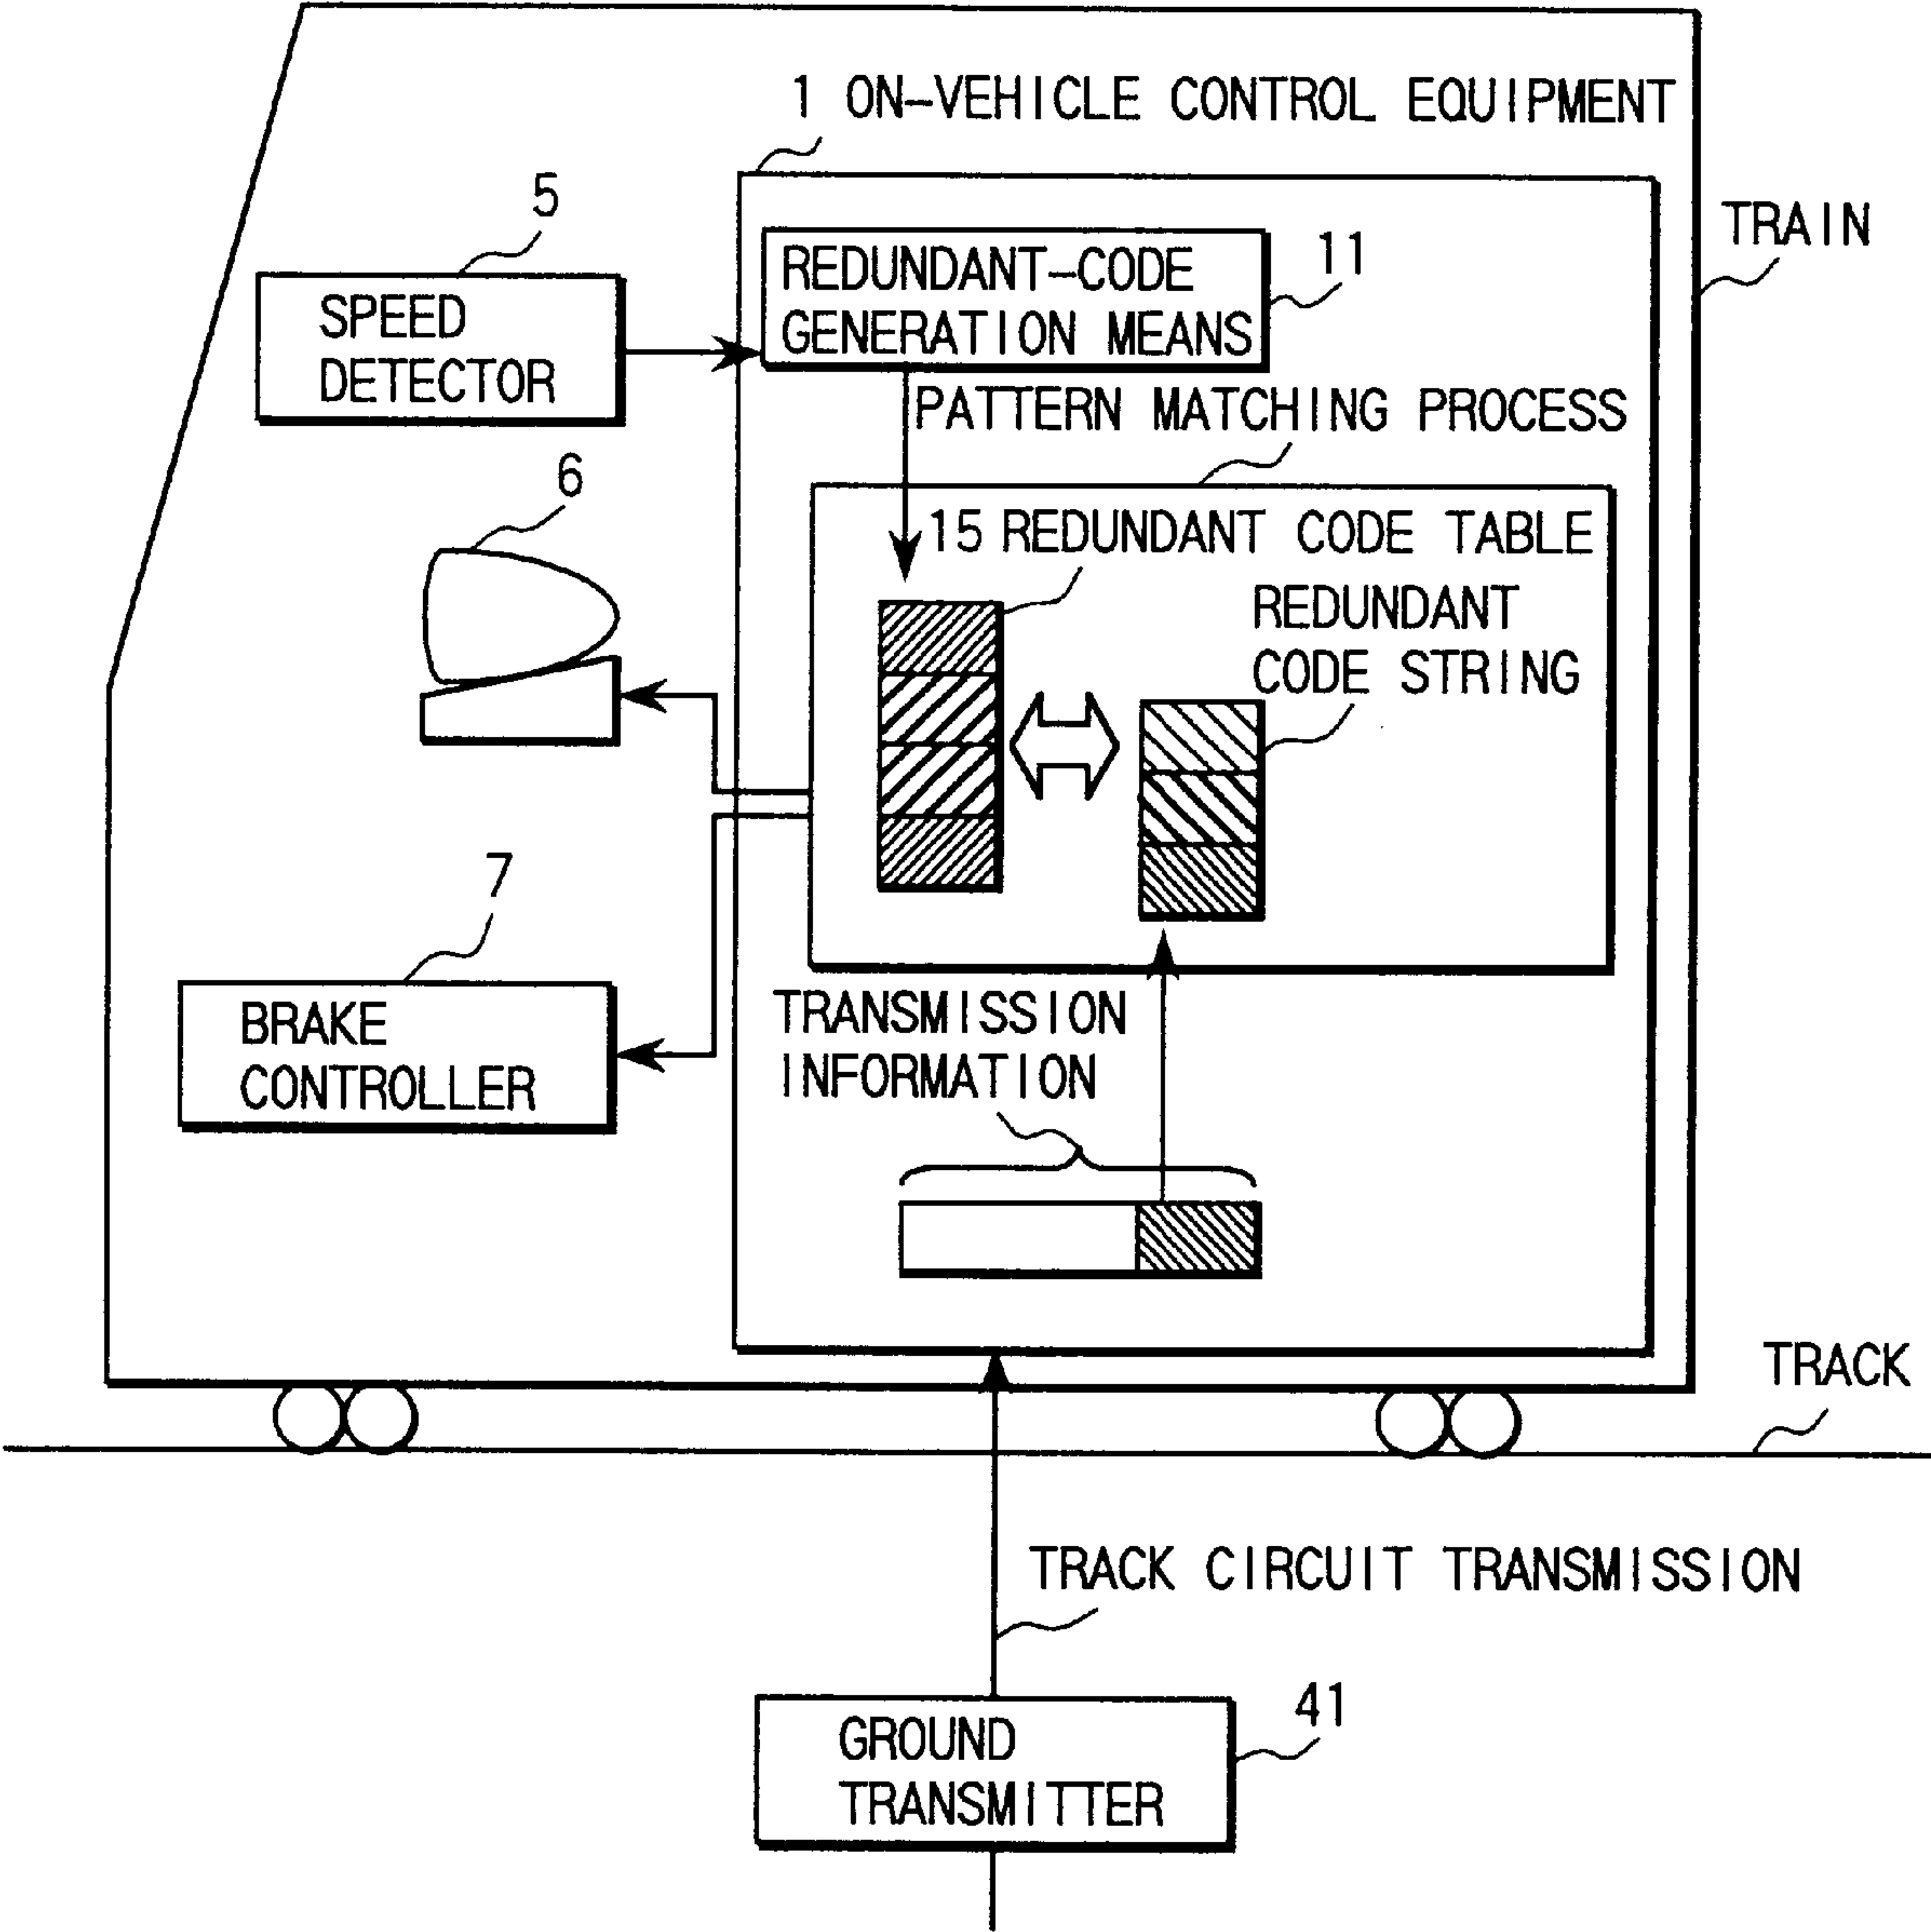 1 ON-VEHICLE CONTROL EQUIPMENT
5
TRAIN
REDUNDANT-CODE
GENERATION MEANS
11
SPEED
DETECTOR
PATTERN MATCHING PROCESS
6
15 REDUNDANT CODE TABLE
REDUNDANT
CODE STRING
7
BRAKE
CONTROLLER
TRANSMISSION
INFORMATION
TRACK
TRACK CIRCUIT TRANSMISSION
41
GROUND
TRANSMITTER